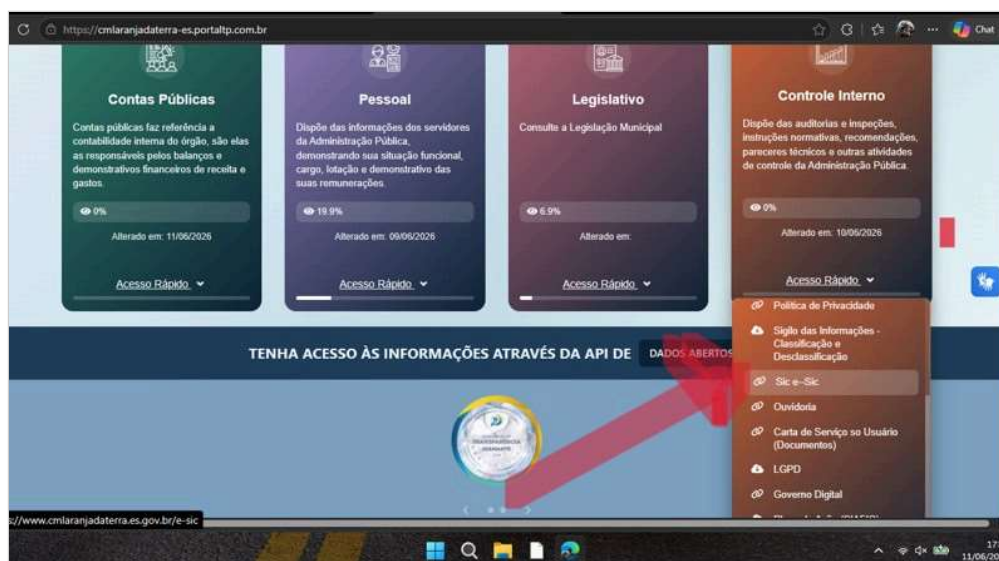 https://cmlaranjadaterra-es.portaltp.com.br
Chat
Contas Públicas
Contas públicas faz referência a
contabilidade interna do órgão, são elas
as responsáveis pelos balanços e
demonstrativos financeiros de receita e
gastos.
0%
Alterado em: 11/06/2026
Acesso Rápido
Pessoal
Dispõe das informações dos servidores
da Administração Pública,
demonstrando sua situação funcional,
cargo, lotação e demonstrativo das
suas remunerações.
19.9%
Alterado em: 09/06/2026
Acesso Rápido
Legislativo
Consulte a Legislação Municipal
6.9%
Alterado em:
Acesso Rápido
Controle Interno
Dispõe das auditorias e inspeções,
instruções normativas, recomendações,
pareceres técnicos e outras atividades
de controle da Administração Pública.
0%
Alterado em: 10/06/2026
Acesso Rápido
Política de Privacidade
Sigilo das Informações -
Classificação e
Desclassificação
Sic e-Sic
Ouvidoria
Carta de Serviço so Usuário
(Documentos)
LGPD
Governo Digital
TENHA ACESSO ÀS INFORMAÇÕES ATRAVÉS DA API DE DADOS ABERTOS
s://www.cmlaranjadaterra.es.gov.br/e-sic
17:
11/06/20